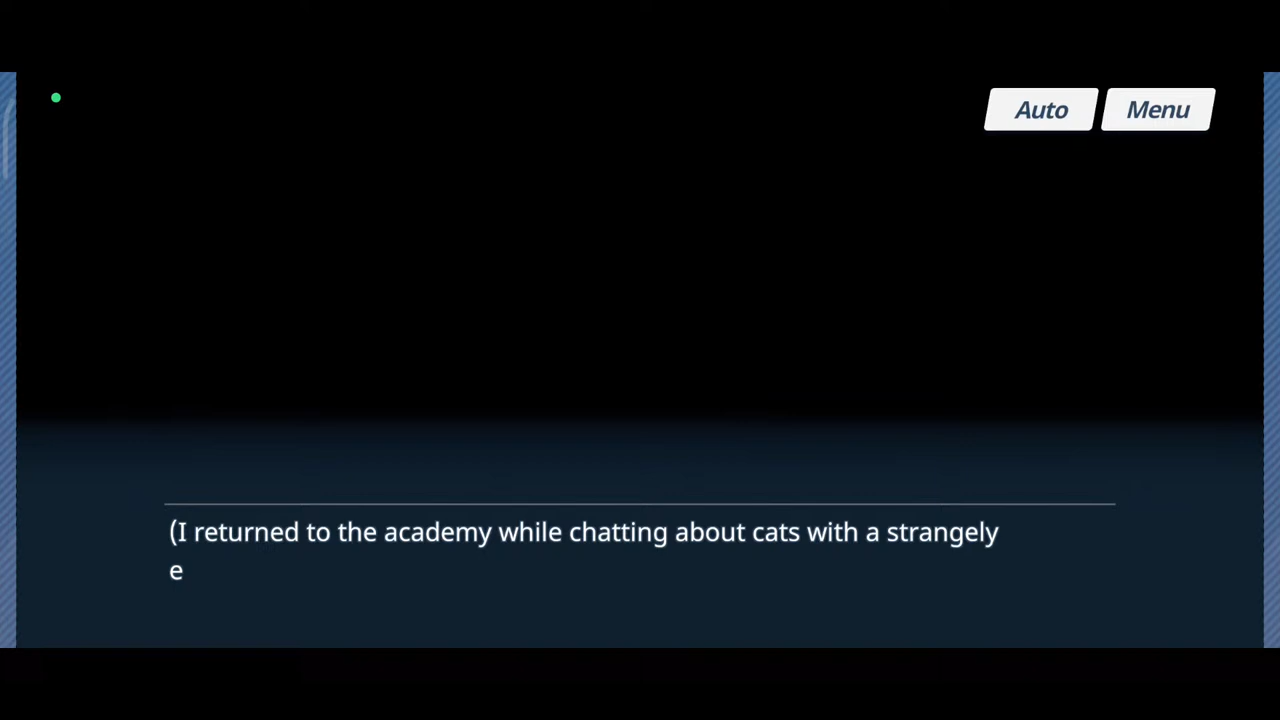 Auto Menu
(I returned to the academy while chatting about cats with a strangely
e